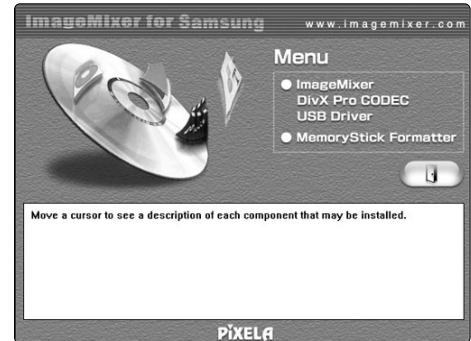 ImageMixer for Samsung
www.imagemixer.com
Menu
ImageMixer
DivX Pro CODEC
USB Driver
MemoryStick Formatter
Move a cursor to see a description of each component that may be installed.
PIXELA